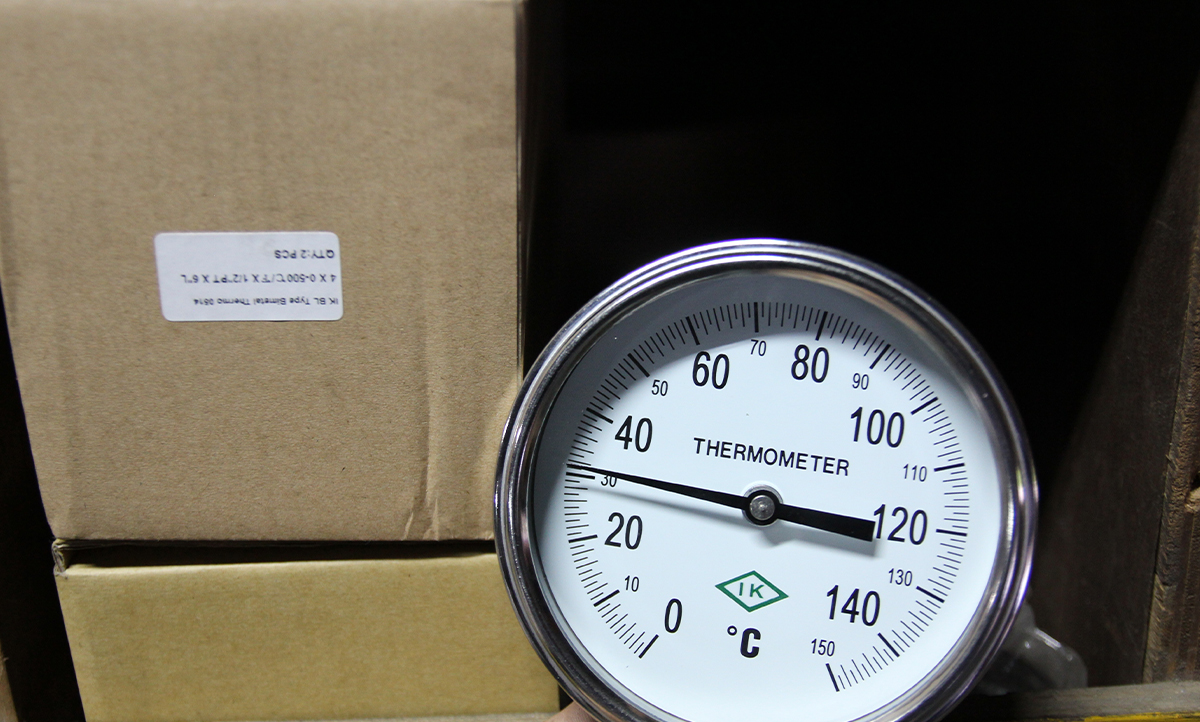 IK BL Type Bimetal Thermo 0814
4 X 0-500℃/℉ X 1/2"PT X 6"L
QTY:2 PCS
0
10
20
30
40
50
60
70
80
90
100
110
120
130
140
150
THERMOMETER
IK
°C